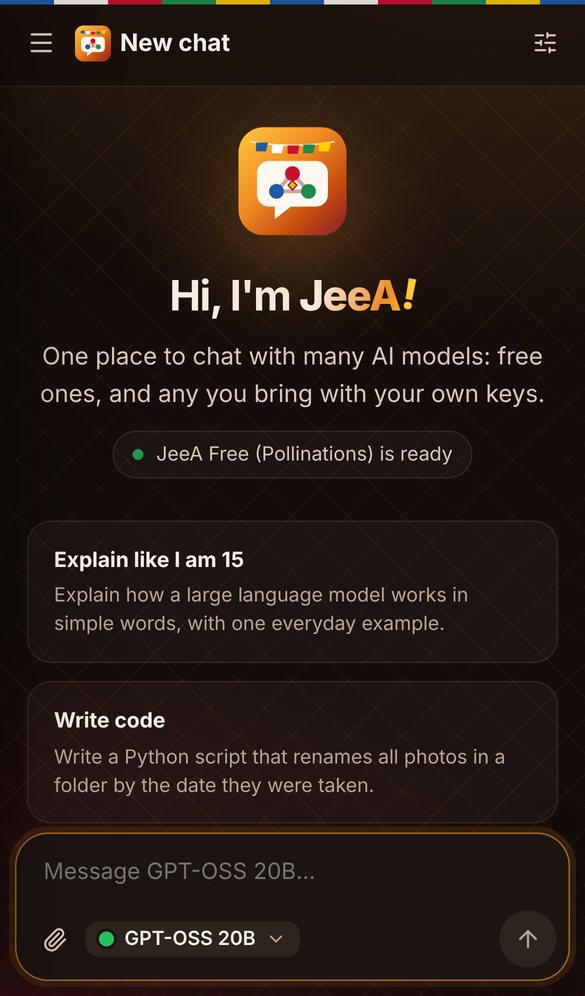 New chat
Hi, I'm JeeA!
One place to chat with many AI models: free
ones, and any you bring with your own keys.
JeeA Free (Pollinations) is ready
Explain like I am 15
Explain how a large language model works in
simple words, with one everyday example.
Write code
Write a Python script that renames all photos in a
folder by the date they were taken.
Message GPT-OSS 20B...
GPT-OSS 20B